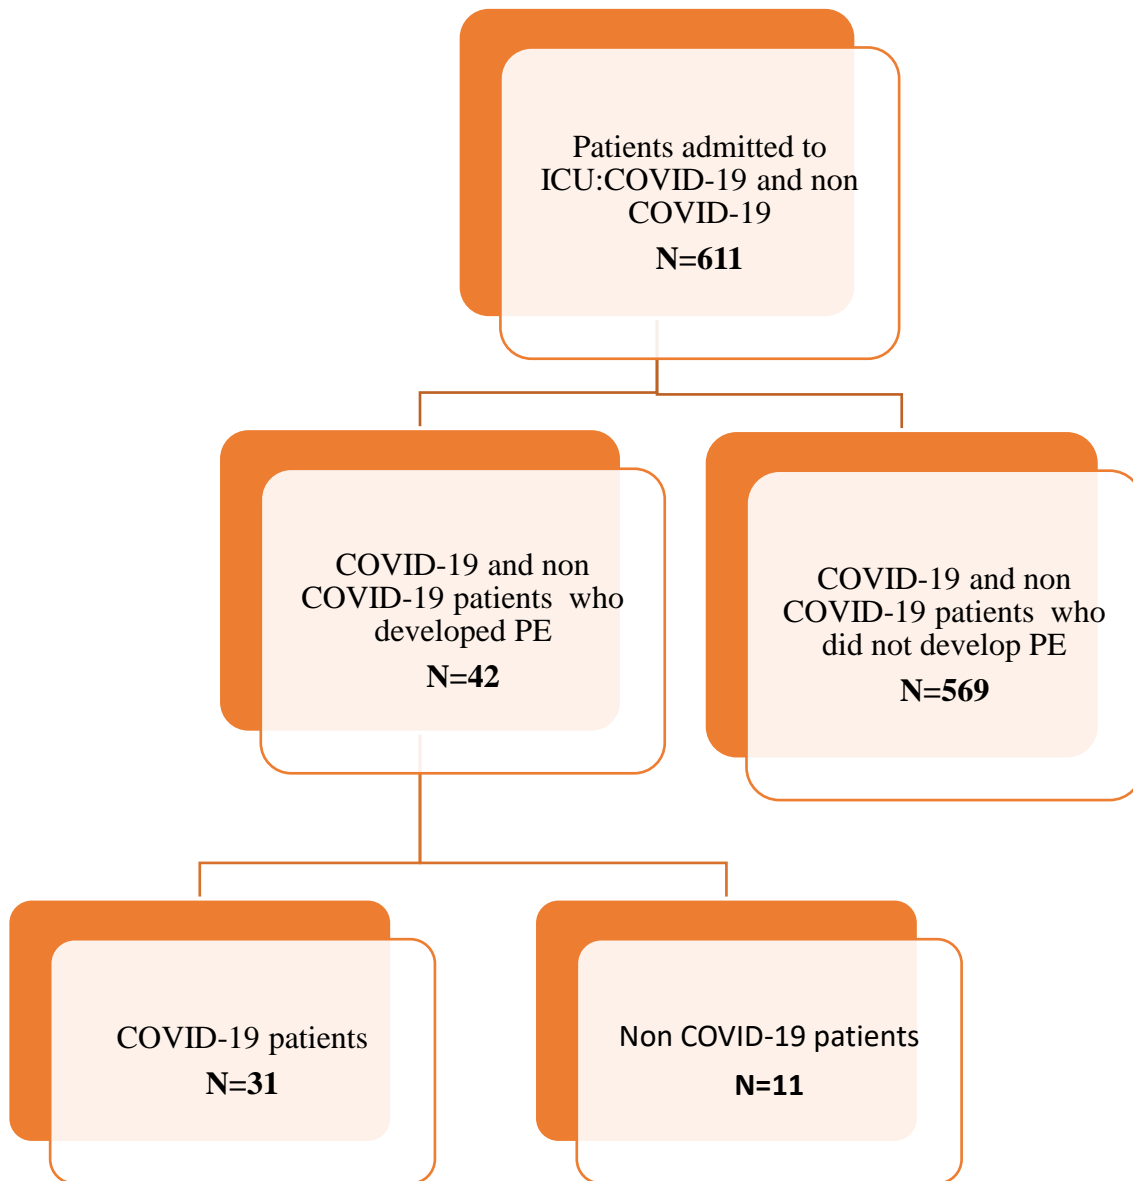 Patients admitted to
ICU:COVID-19 and non
COVID-19
N=611
COVID-19 and non
COVID-19 patients who
developed PE
N=42
COVID-19 and non
COVID-19 patients who
did not develop PE
N=569
COVID-19 patients
N=31
Non COVID-19 patients
N=11